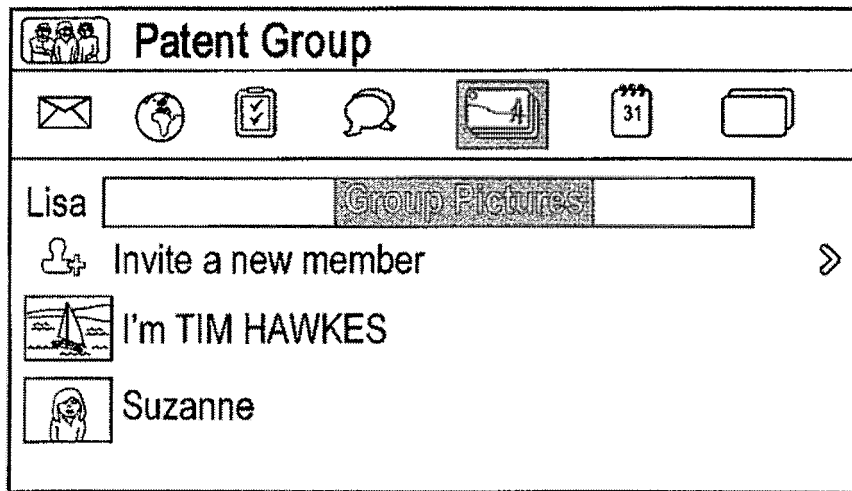 Patent Group
31
Lisa Group Pictures
Invite a new member
I'm TIM HAWKES
Suzanne